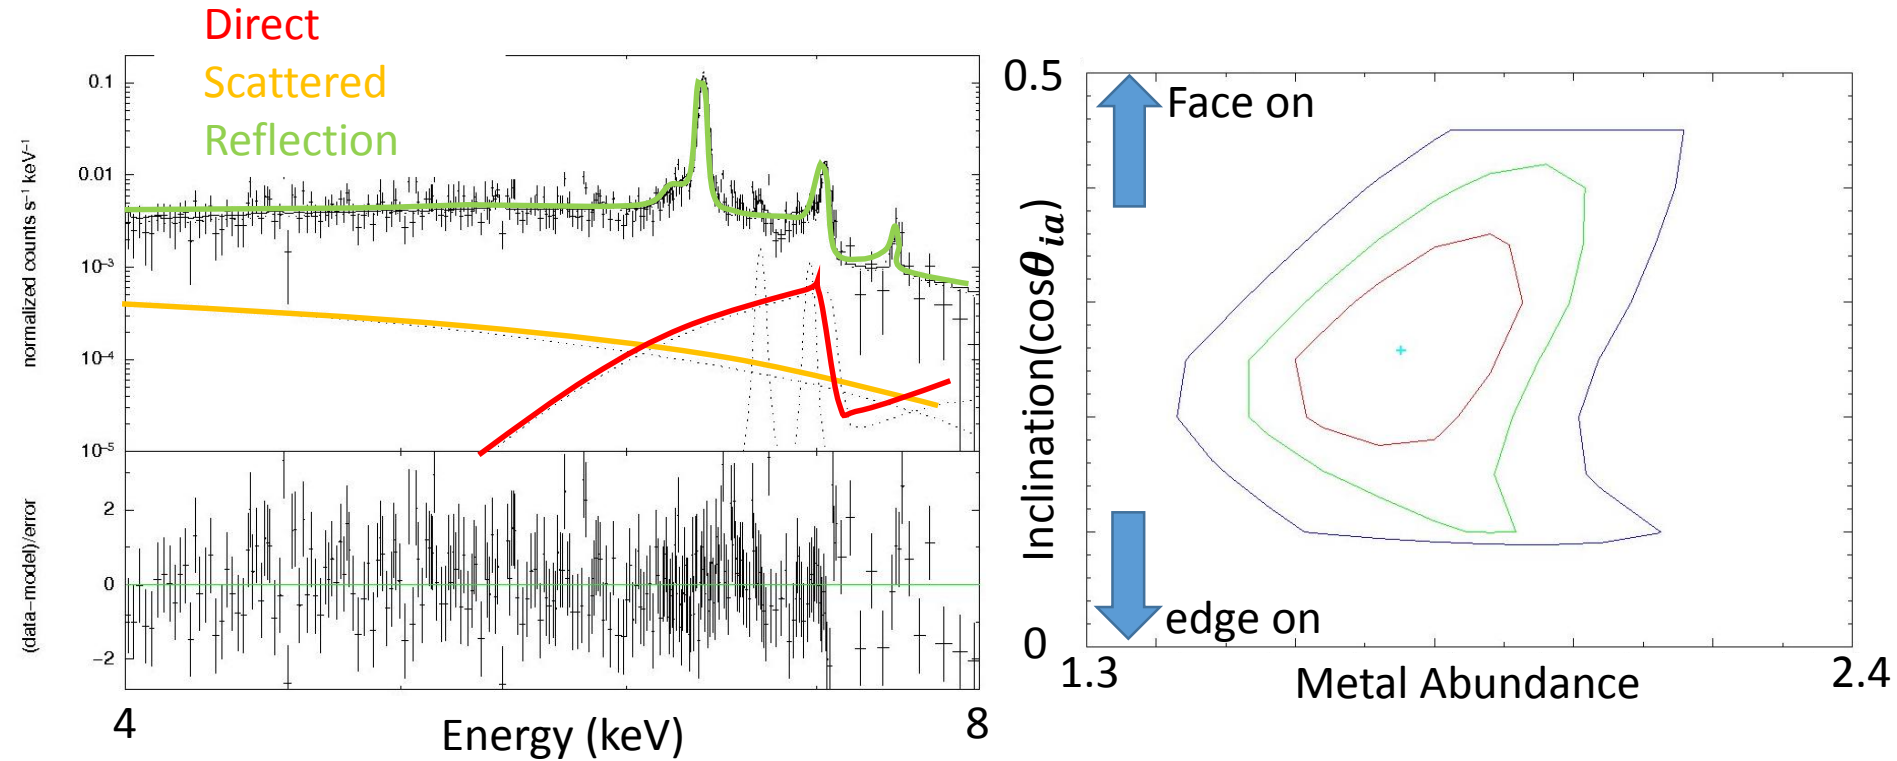 Direct
Scattered
Reflection
normalized counts s⁻¹ keV⁻¹
0.1
0.01
10⁻³
10⁻⁴
10⁻⁵
(data−model)/error
2
0
−2
4
Energy (keV)
8
0.5
Face on
Inclination(cosθ_ia)
edge on
0
1.3
Metal Abundance
2.4